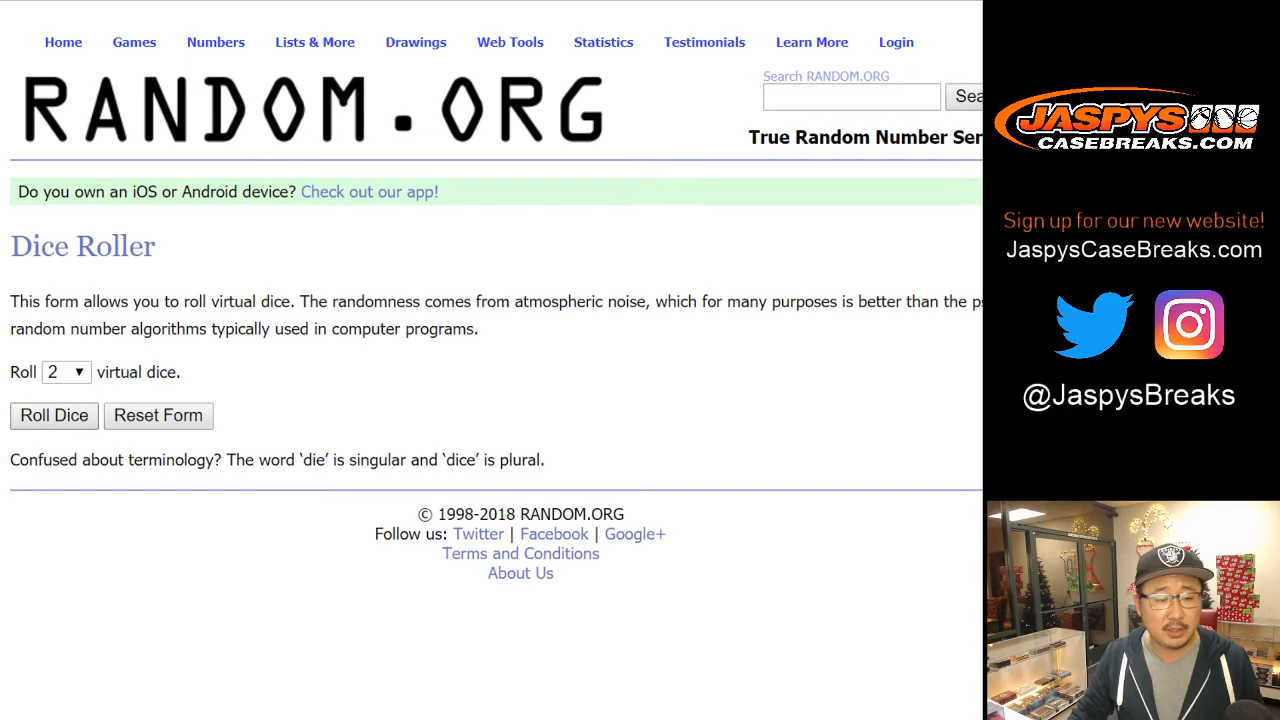 Home Games Numbers Lists & More Drawings Web Tools Statistics Testimonials Learn More Login
RANDOM.ORG
Search RANDOM.ORG
Sea
True Random Number Ser
Do you own an iOS or Android device? Check out our app!
Dice Roller
This form allows you to roll virtual dice. The randomness comes from atmospheric noise, which for many purposes is better than the ps
random number algorithms typically used in computer programs.
Roll 2 ▼ virtual dice.
Roll Dice Reset Form
Confused about terminology? The word ‘die’ is singular and ‘dice’ is plural.
© 1998-2018 RANDOM.ORG
Follow us: Twitter | Facebook | Google+
Terms and Conditions
About Us
JASPYS
CASEBREAKS.COM
Sign up for our new website!
JaspysCaseBreaks.com
@JaspysBreaks